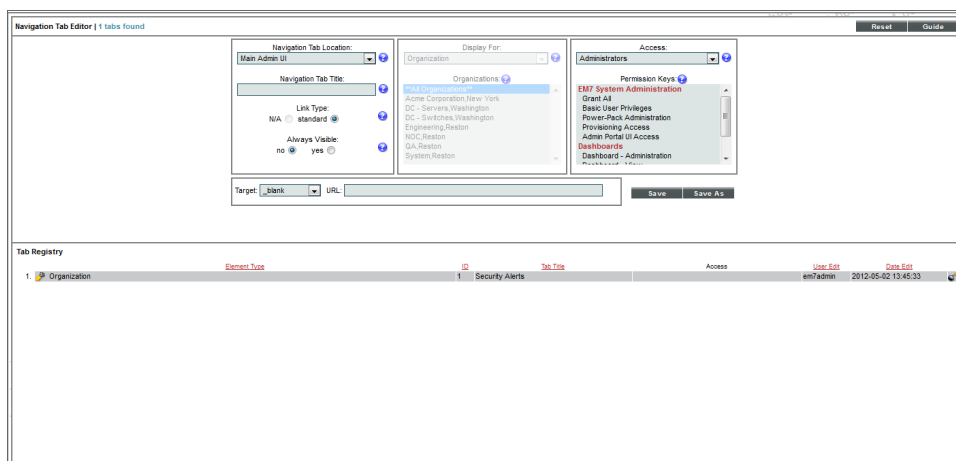 Navigation Tab Editor | 1 tabs found
Reset
Guide
Navigation Tab Location:
Main Admin UI
Navigation Tab Title:
Link Type:
N/A standard
Always Visible:
no yes
Display For:
Organization
Organizations:
**All Organizations**
Acme Corporation,New York
DC - Servers,Washington
DC - Switches,Washington
Engineering,Reston
NOC,Reston
QA,Reston
System,Reston
Access:
Administrators
Permission Keys:
EM7 System Administration
Grant All
Basic User Privileges
Power-Pack Administration
Provisioning Access
Admin Portal UI Access
Dashboards
Dashboard - Administration
Dashboard - View
Target: _blank URL:
Save
Save As
Tab Registry
Element Type ID Tab Title Access User Edit Date Edit
1. Organization 1 Security Alerts em7admin 2012-05-02 13:45:33